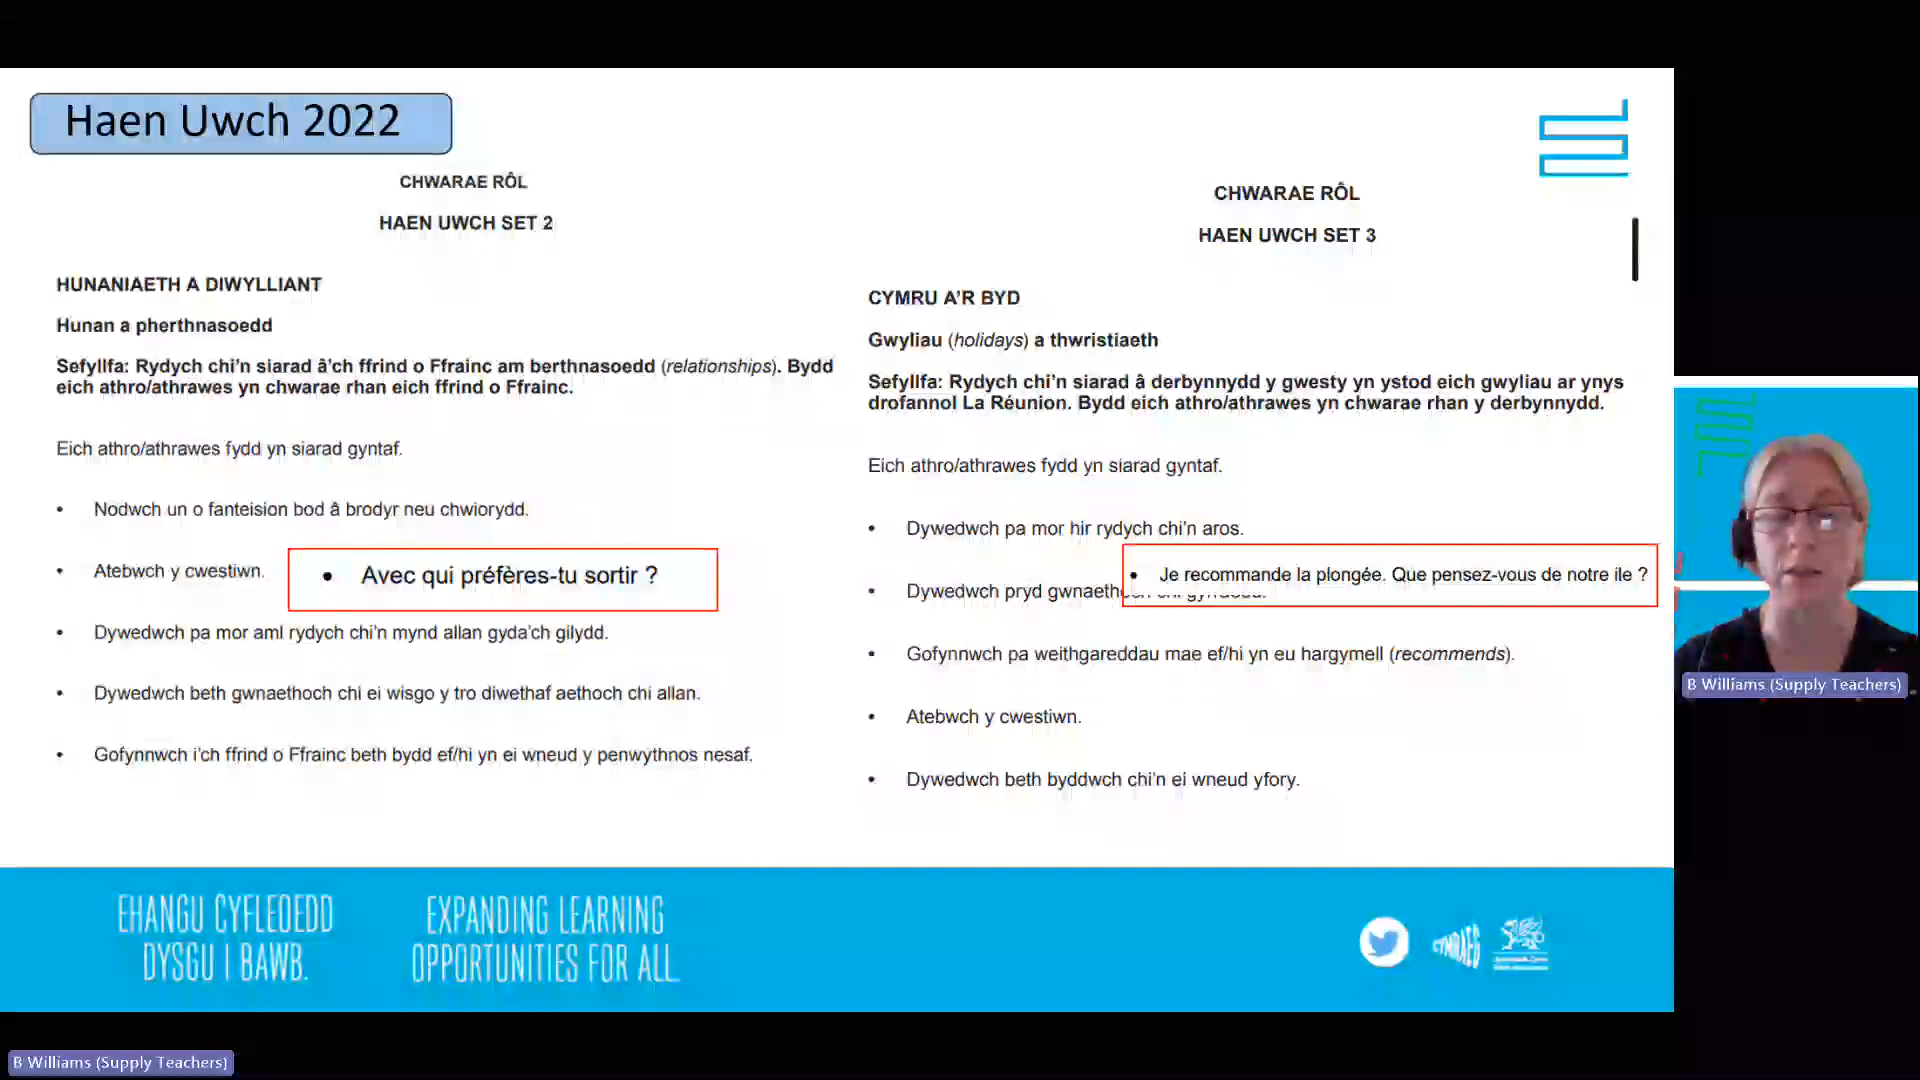 Haen Uwch 2022
CHWARAE RÔL
HAEN UWCH SET 2
HUNANIAETH A DIWYLLIANT
Hunan a pherthnasoedd
Sefyllfa: Rydych chi’n siarad â’ch ffrind o Ffrainc am berthnasoedd (relationships). Bydd
eich athro/athrawes yn chwarae rhan eich ffrind o Ffrainc.
Eich athro/athrawes fydd yn siarad gyntaf.
• Nodwch un o fanteision bod â brodyr neu chwiorydd.
• Atebwch y cwestiwn.
• Avec qui préfères-tu sortir ?
• Dywedwch pa mor aml rydych chi’n mynd allan gyda’ch gilydd.
• Dywedwch beth gwnaethoch chi ei wisgo y tro diwethaf aethoch chi allan.
• Gofynnwch i’ch ffrind o Ffrainc beth bydd ef/hi yn ei wneud y penwythnos nesaf.
CHWARAE RÔL
HAEN UWCH SET 3
CYMRU A’R BYD
Gwyliau (holidays) a thwristiaeth
Sefyllfa: Rydych chi’n siarad â derbynnydd y gwesty yn ystod eich gwyliau ar ynys
drofannol La Réunion. Bydd eich athro/athrawes yn chwarae rhan y derbynnydd.
Eich athro/athrawes fydd yn siarad gyntaf.
• Dywedwch pa mor hir rydych chi’n aros.
• Je recommande la plongée. Que pensez-vous de notre ile ?
• Dywedwch pryd
• Gofynnwch pa weithgareddau mae ef/hi yn eu hargymell (recommends).
• Atebwch y cwestiwn.
• Dywedwch beth byddwch chi’n ei wneud yfory.
EHANGU CYFLEOEDD
DYSGU I BAWB.
EXPANDING LEARNING
OPPORTUNITIES FOR ALL
CYMRAEG
B Williams (Supply Teachers)
B Williams (Supply Teachers)